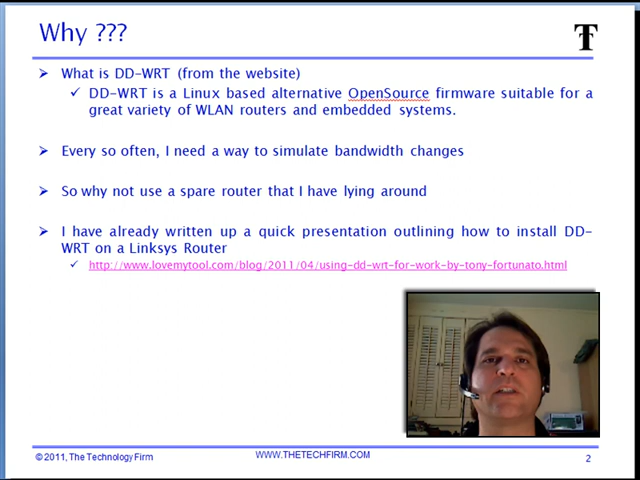 Why ???
What is DD-WRT (from the website)
DD-WRT is a Linux based alternative OpenSource firmware suitable for a
great variety of WLAN routers and embedded systems.
Every so often, I need a way to simulate bandwidth changes
So why not use a spare router that I have lying around
I have already written up a quick presentation outlining how to install DD-
WRT on a Linksys Router
http://www.lovemytool.com/blog/2011/04/using-dd-wrt-for-work-by-tony-fortunato.html
© 2011, The Technology Firm
WWW.THETECHFIRM.COM
2